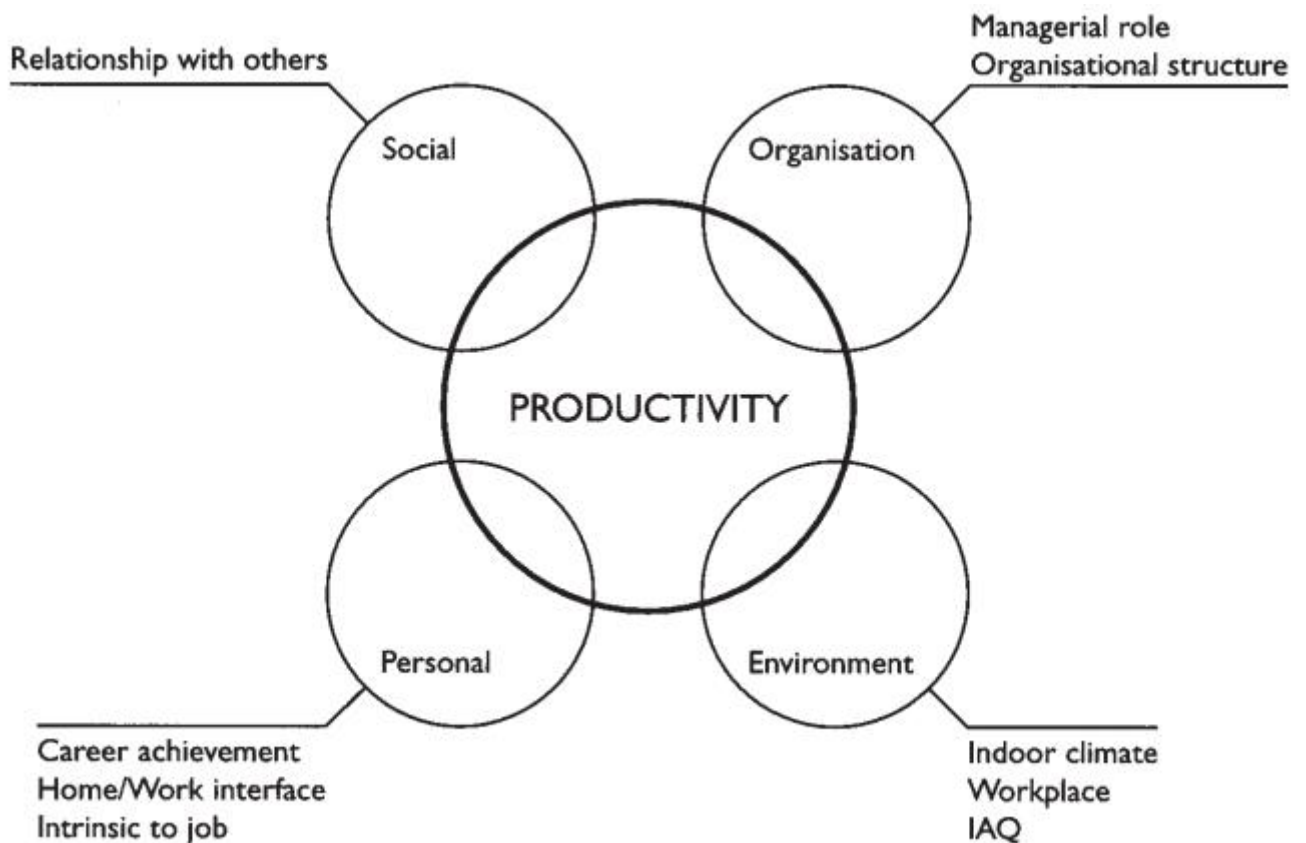 Relationship with others
Managerial role
Organisational structure
Social
Organisation
PRODUCTIVITY
Personal
Environment
Career achievement
Home/Work interface
Intrinsic to job
Indoor climate
Workplace
IAQ